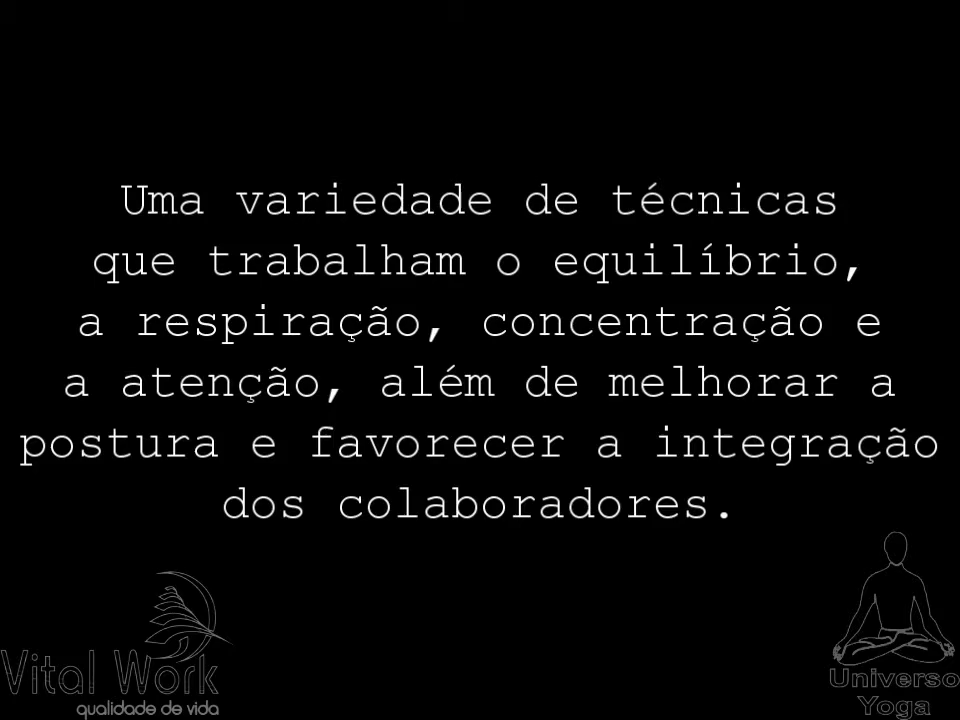 Uma variedade de técnicas
que trabalham o equilíbrio,
a respiração, concentração e
a atenção, além de melhorar a
postura e favorecer a integração
dos colaboradores.
Vital Work
qualidade de vida
Universo
Yoga